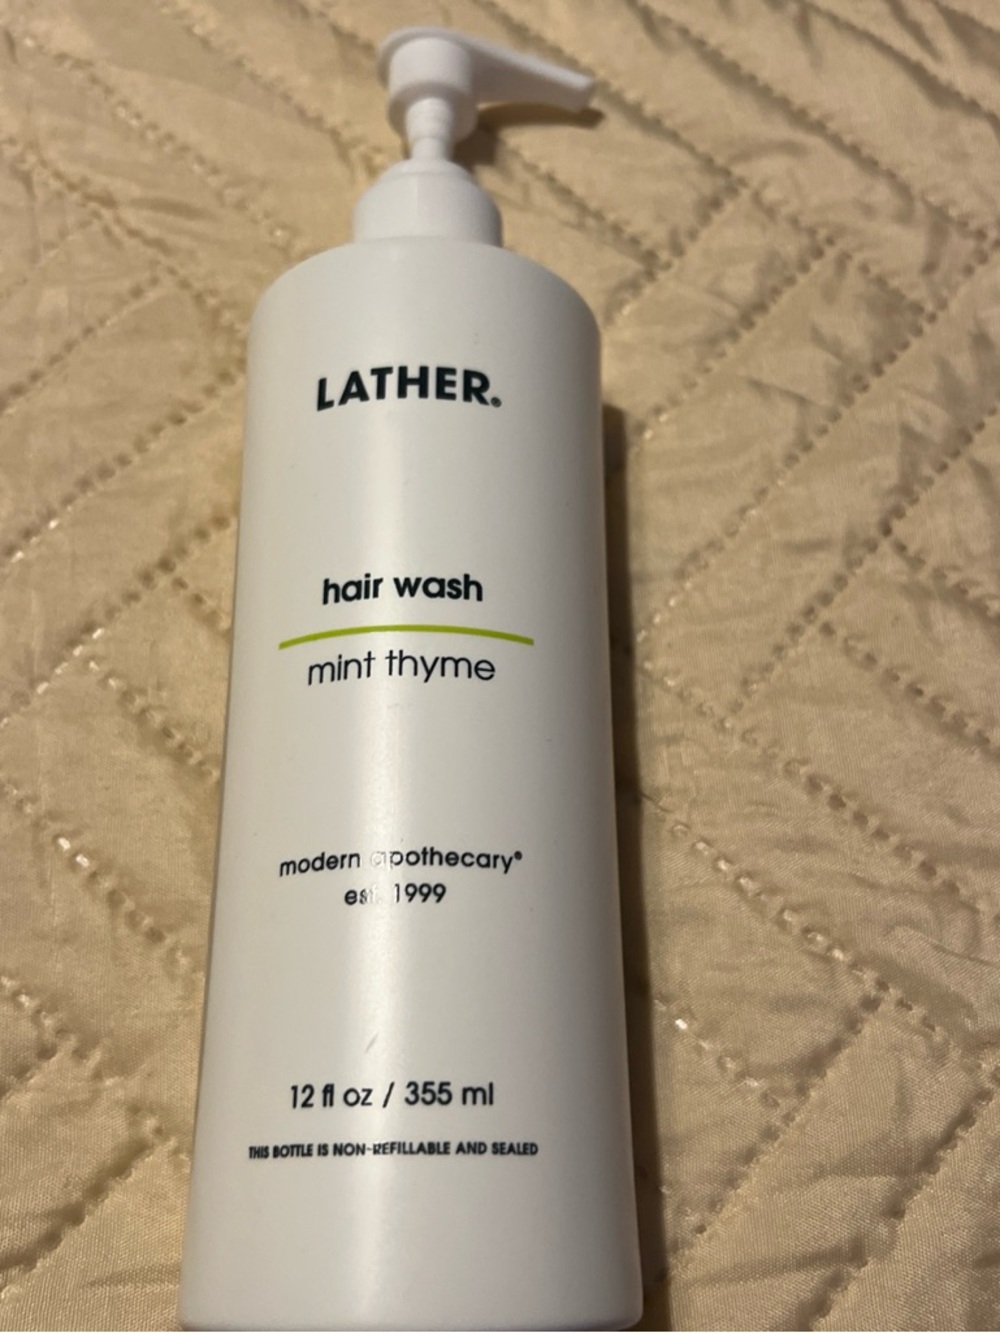 LATHER®
hair wash
mint thyme
modern apothecary®
est. 1999
12 fl oz / 355 ml
THIS BOTTLE IS NON-REFILLABLE AND SEALED